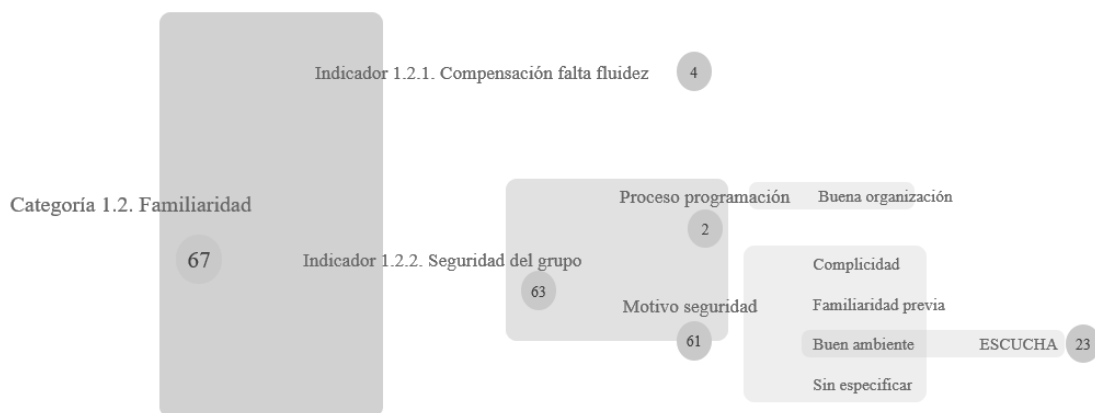 Indicador 1.2.1. Compensación falta fluidez
4
Categoría 1.2. Familiaridad
67
Indicador 1.2.2. Seguridad del grupo
63
Proceso programación
2
Buena organización
Motivo seguridad
61
Complicidad
Familiaridad previa
Buen ambiente
ESCUCHA
23
Sin especificar